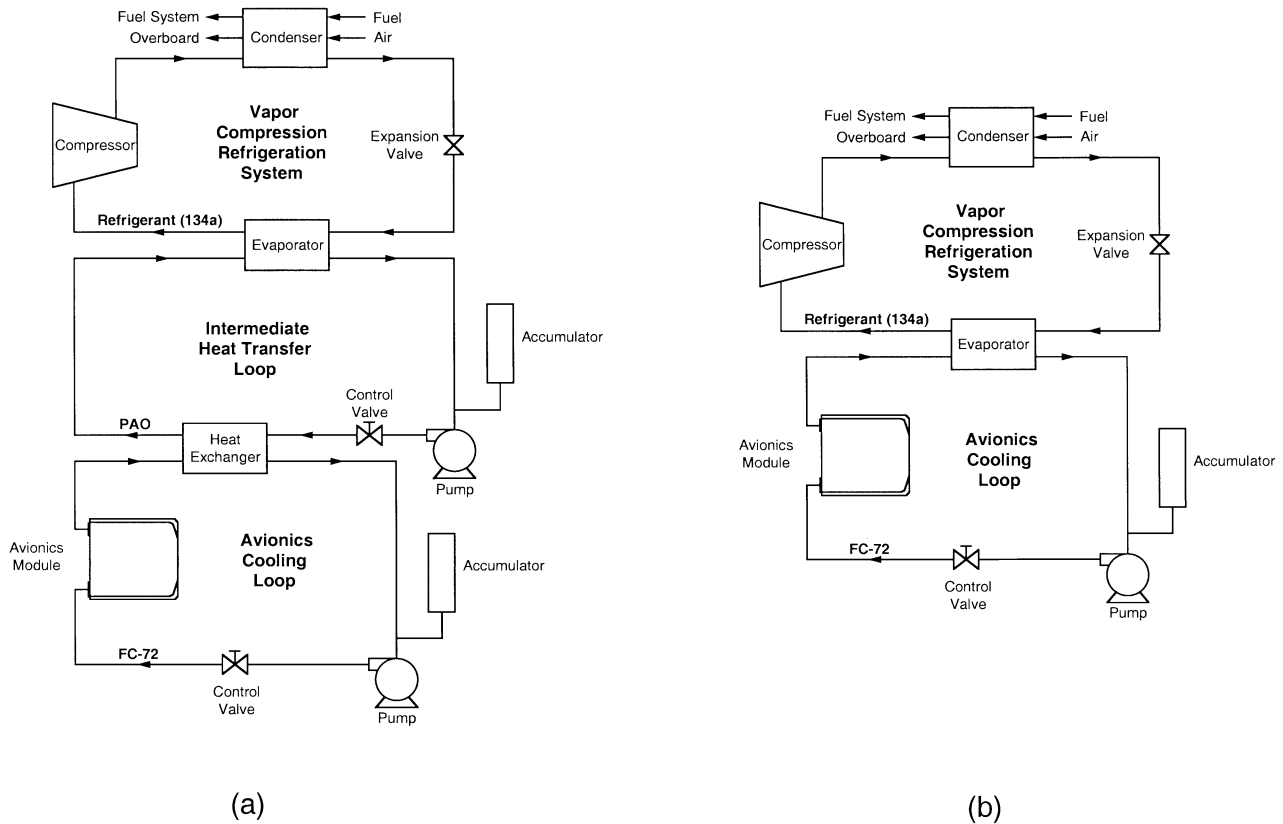 Fuel System
Overboard
Condenser
Fuel
Air
Compressor
Vapor
Compression
Refrigeration
System
Expansion
Valve
Refrigerant (134a)
Evaporator
Intermediate
Heat Transfer
Loop
Accumulator
Control
Valve
PAO
Heat
Exchanger
Pump
Avionics
Module
Avionics
Cooling
Loop
Accumulator
FC-72
Control
Valve
Pump
(a)
Fuel System
Overboard
Condenser
Fuel
Air
Compressor
Vapor
Compression
Refrigeration
System
Expansion
Valve
Refrigerant (134a)
Evaporator
Avionics
Module
Avionics
Cooling
Loop
Accumulator
FC-72
Control
Valve
Pump
(b)